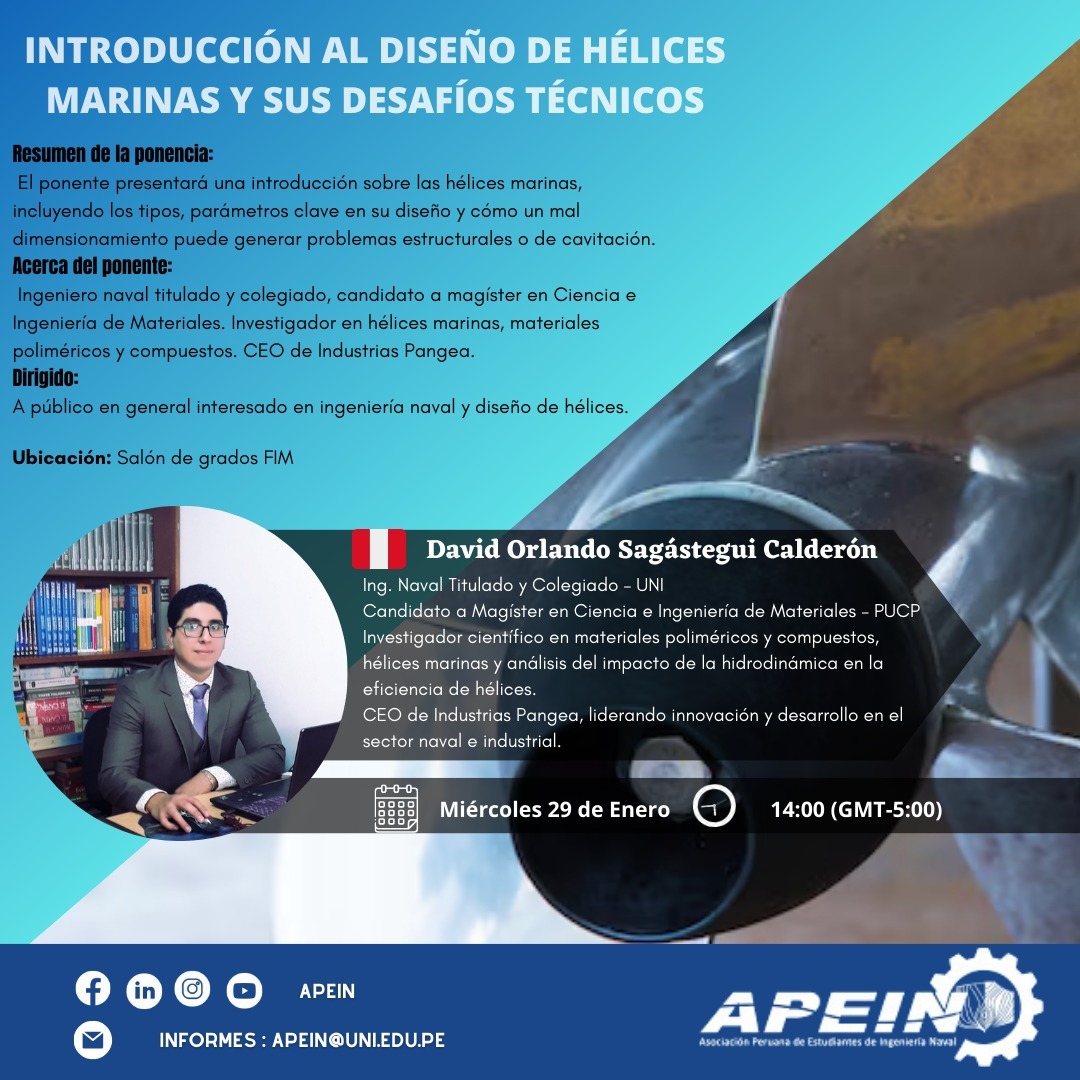 INTRODUCCIÓN AL DISEÑO DE HÉLICES
MARINAS Y SUS DESAFÍOS TÉCNICOS
Resumen de la ponencia:
El ponente presentará una introducción sobre las hélices marinas,
incluyendo los tipos, parámetros clave en su diseño y cómo un mal
dimensionamiento puede generar problemas estructurales o de cavitación.
Acerca del ponente:
Ingeniero naval titulado y colegiado, candidato a magíster en Ciencia e
Ingeniería de Materiales. Investigador en hélices marinas, materiales
poliméricos y compuestos. CEO de Industrias Pangea.
Dirigido:
A público en general interesado en ingeniería naval y diseño de hélices.
Ubicación: Salón de grados FIM
David Orlando Sagástegui Calderón
Ing. Naval Titulado y Colegiado - UNI
Candidato a Magíster en Ciencia e Ingeniería de Materiales - PUCP
Investigador científico en materiales poliméricos y compuestos,
hélices marinas y análisis del impacto de la hidrodinámica en la
eficiencia de hélices.
CEO de Industrias Pangea, liderando innovación y desarrollo en el
sector naval e industrial.
Miércoles 29 de Enero
14:00 (GMT-5:00)
APEIN
INFORMES : APEIN@UNI.EDU.PE
APEIN
Asociación Peruana de Estudiantes de Ingeniería Naval